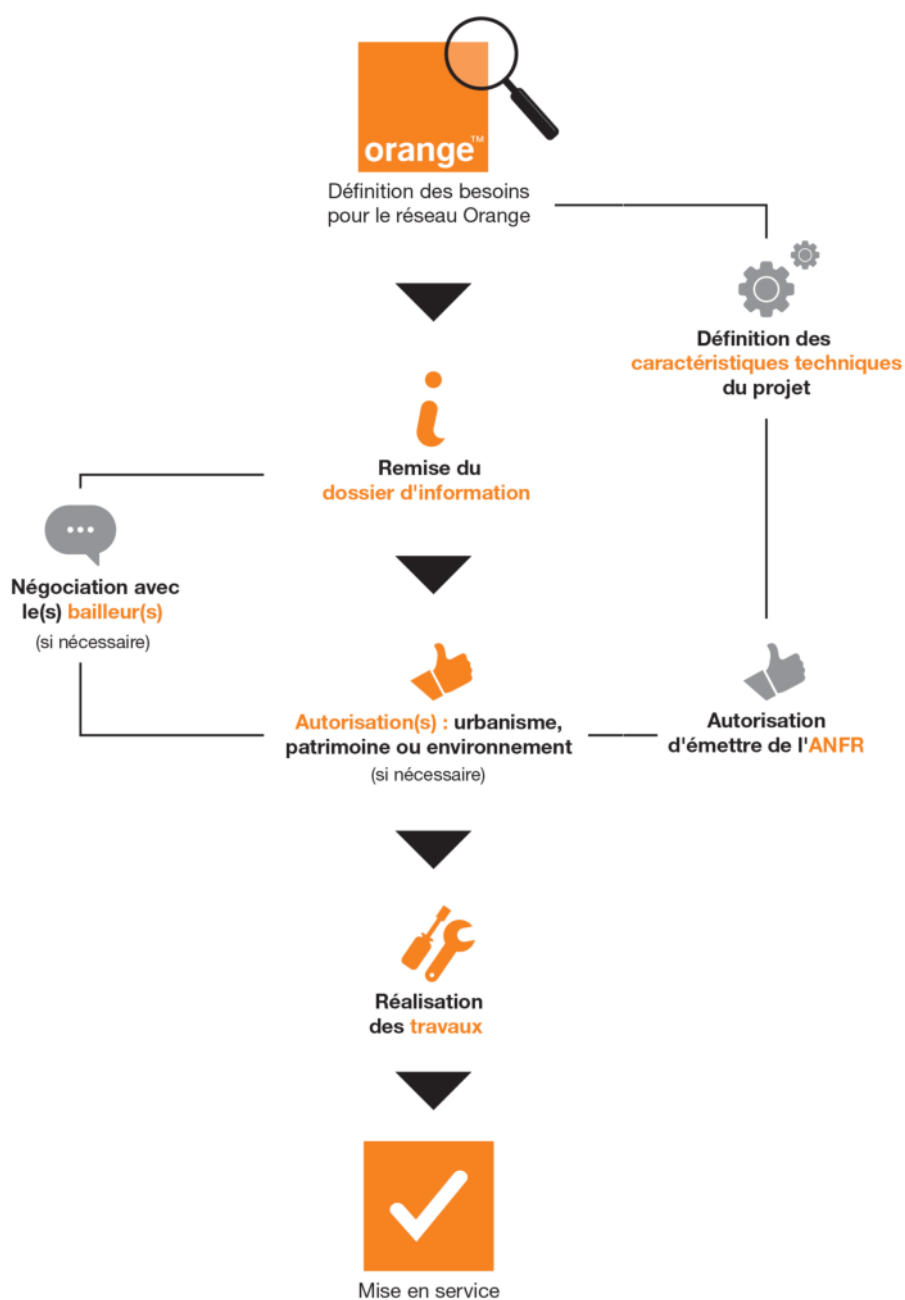 orange™
Définition des besoins
pour le réseau Orange
Définition des
caractéristiques techniques
du projet
Remise du
dossier d'information
Négociation avec
le(s) bailleur(s)
(si nécessaire)
Autorisation(s) : urbanisme,
patrimoine ou environnement
(si nécessaire)
Autorisation
d'émettre de l'ANFR
Réalisation
des travaux
Mise en service